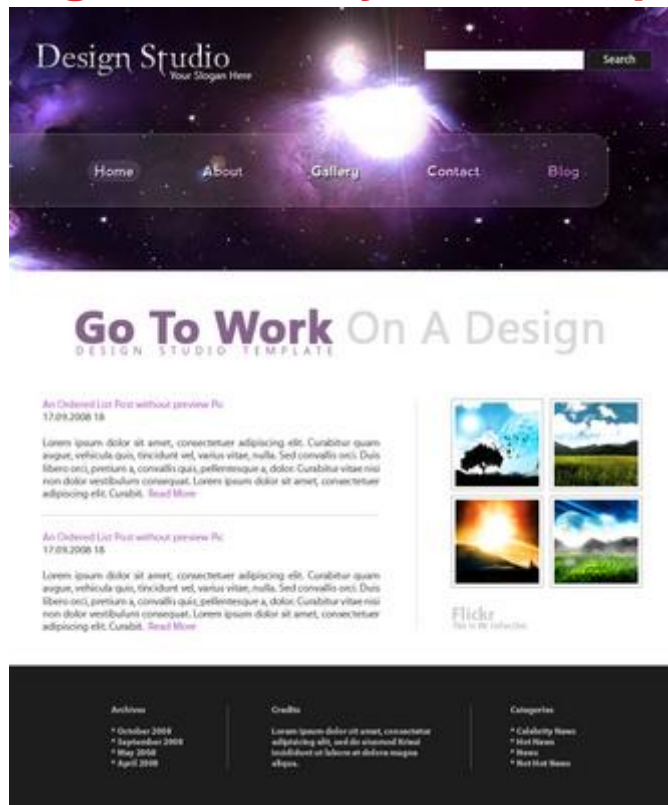 Design Studio
Your Slogan Here
Search
Home About Gallery Contact Blog
Go To Work On A Design
DESIGN STUDIO TEMPLATE
An Ordered List Post without preview Pic
17.09.2008 18
Lorem ipsum dolor sit amet, consectetuer adipiscing elit. Curabitur quam
augue, vehicula quis, tincidunt vel, varius vitae, nulla. Sed convallis orci. Duis
libero orci, pretium a, convallis quis, pellentesque a, dolor. Curabitur vitae nisi
non dolor vestibulum consequat. Lorem ipsum dolor sit amet, consectetuer
adipiscing elit. Curabit. Read More
An Ordered List Post without preview Pic
17.09.2008 18
Lorem ipsum dolor sit amet, consectetuer adipiscing elit. Curabitur quam
augue, vehicula quis, tincidunt vel, varius vitae, nulla. Sed convallis orci. Duis
libero orci, pretium a, convallis quis, pellentesque a, dolor. Curabitur vitae nisi
non dolor vestibulum consequat. Lorem ipsum dolor sit amet, consectetuer
adipiscing elit. Curabit. Read More
Flickr
This is My Collection
Archives
* October 2008
* September 2008
* May 2008
* April 2008
Credits
Lorem ipsum dolor sit amet, consectetur
adipisicing elit, sed do eiusmod
incididunt ut labore et dolore magna
aliqua.
Categories
* Celebrity News
* Hot News
* News
* Not Hot News